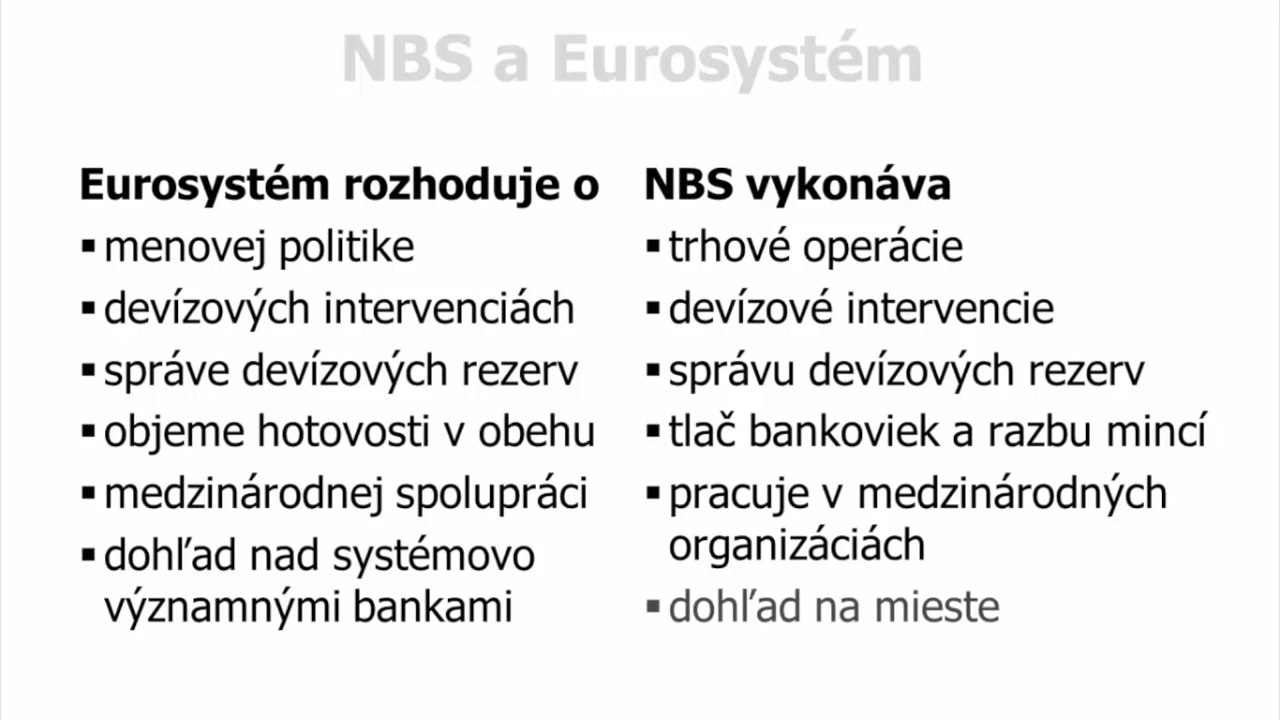 NBS a Eurosystém
Eurosystém rozhoduje o
▪ menovej politike
▪ devízových intervenciách
▪ správe devízových rezerv
▪ objeme hotovosti v obehu
▪ medzinárodnej spolupráci
▪ dohľad nad systémovo
významnými bankami
NBS vykonáva
▪ trhové operácie
▪ devízové intervencie
▪ správu devízových rezerv
▪ tlač bankoviek a razbu mincí
▪ pracuje v medzinárodných
organizáciách
▪ dohľad na mieste